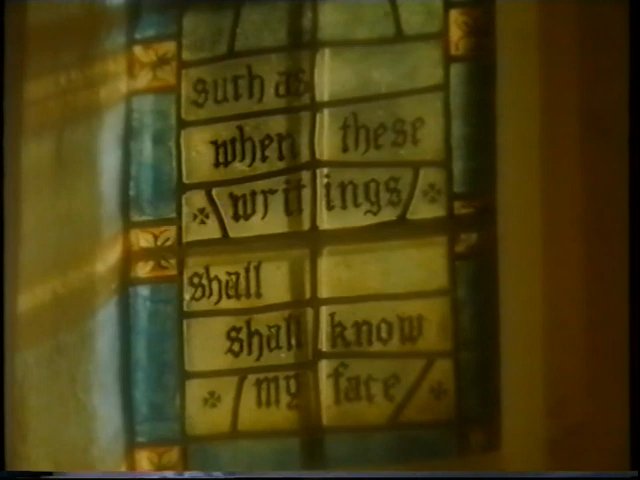 such as
when these
writings
shall
shall know
my face